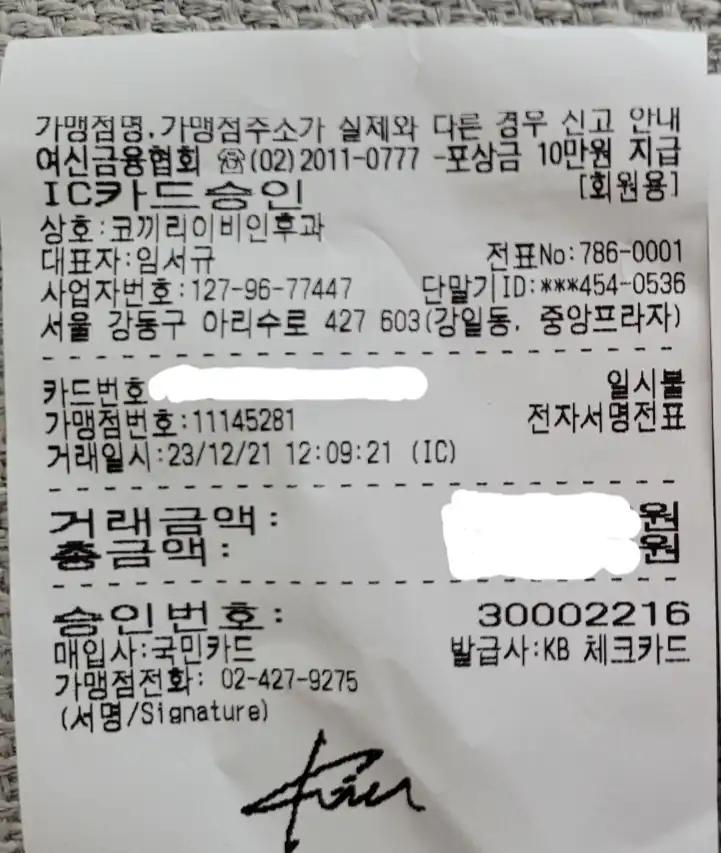 가맹점명,가맹점주소가 실제와 다른 경우 신고 안내
여신금융협회 ☏(02)2011-0777 -포상금 10만원 지급
IC카드승인 [회원용]
상호:코끼리이비인후과
대표자:임서규 전표No:786-0001
사업자번호:127-96-77447 단말기ID:***454-0536
서울 강동구 아리수로 427 603(강일동, 중앙프라자)
카드번호 일시불
가맹점번호:11145281 전자서명전표
거래일시:23/12/21 12:09:21 (IC)
거래금액: 원
총금액: 원
승인번호: 30002216
매입사:국민카드 발급사:KB 체크카드
가맹점전화: 02-427-9275
(서명/Signature)